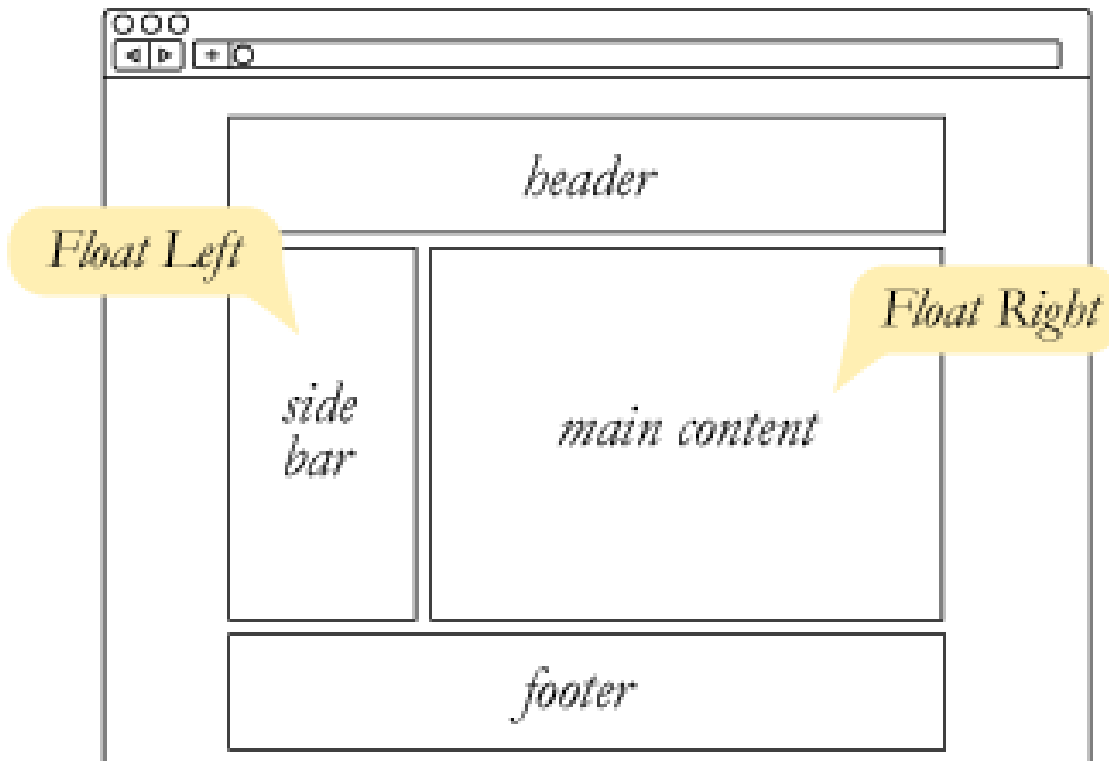 header
Float Left
Float Right
side
bar
main content
footer